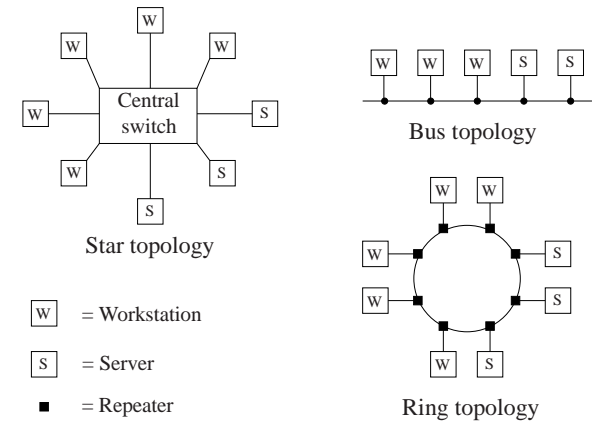 W
W
W
W
Central
switch
S
W
S
S
Star topology
W W W S S
Bus topology
W W
W
S
W
S
W
S
Ring topology
W = Workstation
S = Server
= Repeater